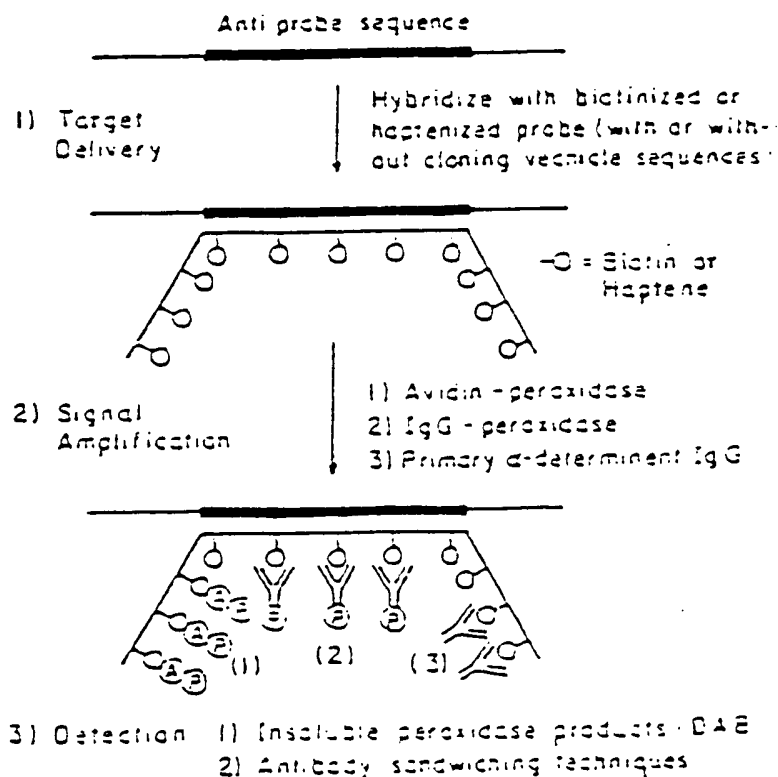 Anti probe sequence
1) Target
Delivery
Hybridize with biotinized or
haptenized probe (with or with-
out cloning vehicle sequences)
-O = Biotin or
Haptene
2) Signal
Amplification
1) Avidin - peroxidase
2) IgG - peroxidase
3) Primary α-determinent IgG
A P
A P
A P
P P P
(1) (2) (3)
3) Detection 1) Insoluble peroxidase products - DAB
2) Antibody sandwiching techniques